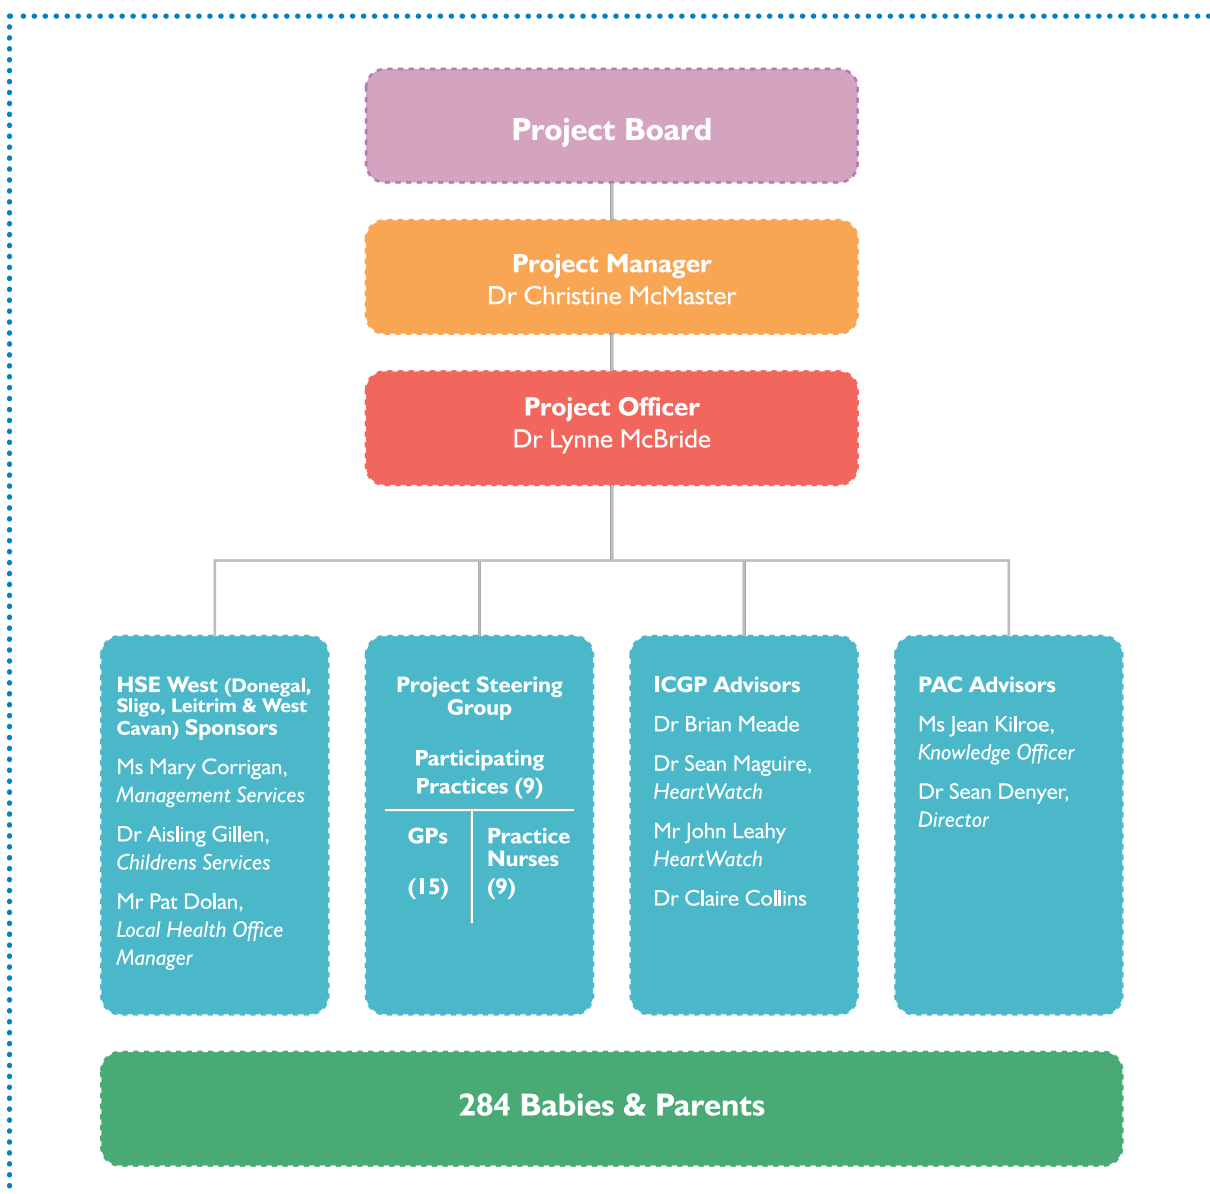 Project Board
Project Manager
Dr Christine McMaster
Project Officer
Dr Lynne McBride
HSE West (Donegal,
Sligo, Leitrim & West
Cavan) Sponsors
Ms Mary Corrigan,
Management Services
Dr Aisling Gillen,
Childrens Services
Mr Pat Dolan,
Local Health Office
Manager
Project Steering
Group
Participating
Practices (9)
GPs
(15)
Practice
Nurses
(9)
ICGP Advisors
Dr Brian Meade
Dr Sean Maguire,
HeartWatch
Mr John Leahy
HeartWatch
Dr Claire Collins
PAC Advisors
Ms Jean Kilroe,
Knowledge Officer
Dr Sean Denyer,
Director
284 Babies & Parents